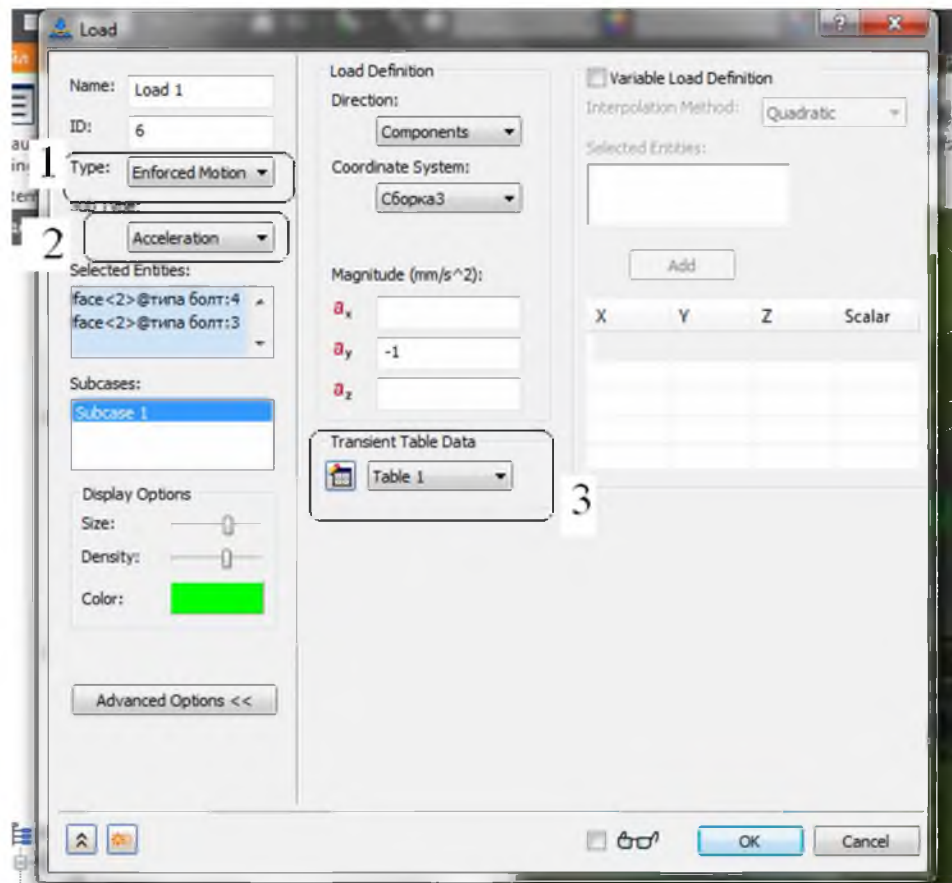 Load
Name: Load 1
ID: 6
1
Type: Enforced Motion
Sub Type:
2
Acceleration
Selected Entities:
face<2>@типа болт:4
face<2>@типа болт:3
Subcases:
Subcase 1
Display Options
Size:
Density:
Color:
Advanced Options <<
Load Definition
Direction:
Components
Coordinate System:
Сборка3
Magnitude (mm/s^2):
ax
ay -1
az
Transient Table Data
Table 1
3
Variable Load Definition
Interpolation Method: Quadratic
Selected Entities:
Add
X Y Z Scalar
OK Cancel